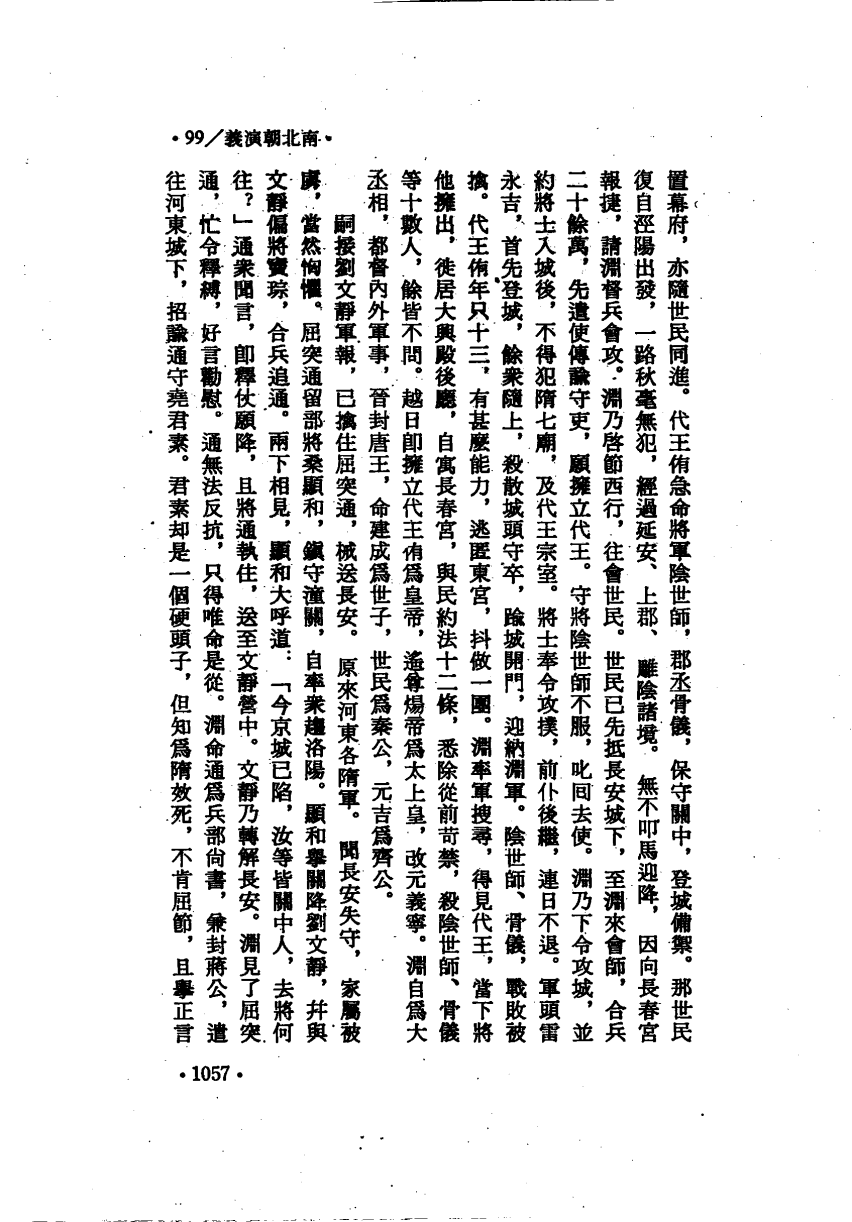 ·99／義演朝北南·
置幕府，亦隨世民同進。代王侑急命將軍陰世師，郡丞骨儀，保守關中，登城備禦。那世民
復自涇陽出發，一路秋毫無犯，經過延安、上郡、雕陰諸境。無不叩馬迎降，因向長春宮
報捷，請淵督兵會攻。淵乃啓節西行，往會世民。世民已先抵長安城下，至淵來會師，合兵
二十餘萬，先遣使傳諭守吏，願擁立代王。守將陰世師不服，叱回去使。淵乃下令攻城，並
約將士入城後，不得犯隋七廟，及代王宗室。將士奉令攻撲，前仆後繼，連日不退。軍頭雷
永吉，首先登城，餘衆隨上，殺散城頭守卒，踰城開門，迎納淵軍。陰世師、骨儀，戰敗被
擒。代王侑年只十三，有甚麼能力，逃匿東宮，抖做一團。淵率軍搜尋，得見代王，當下將
他擁出，徙居大興殿後廳，自寓長春宮，與民約法十二條，悉除從前苛禁，殺陰世師、骨儀
等十數人，餘皆不問。越日卽擁立代王侑爲皇帝，遙尊煬帝爲太上皇，改元義寧。淵自爲大
丞相，都督內外軍事，晉封唐王，命建成爲世子，世民爲秦公，元吉爲齊公。
嗣接劉文靜軍報，已擒住屈突通，械送長安。原來河東各隋軍。聞長安失守，家屬被
虜，當然恟懼。屈突通留部將桑顯和，鎭守潼關，自率衆趨洛陽。顯和舉關降劉文靜，幷與
文靜偏將竇琮，合兵追通。兩下相見，顯和大呼道：「今京城已陷，汝等皆關中人，去將何
往？」通衆聞言，卽釋仗願降，且將通執住，送至文靜營中。文靜乃轉解長安。淵見了屈突
通，忙令釋縛，好言勸慰。通無法反抗，只得唯命是從。淵命通爲兵部尙書，兼封蔣公，遣
往河東城下，招諭通守堯君素。君素却是一個硬頭子，但知爲隋效死，不肯屈節，且擧正言
·1057·